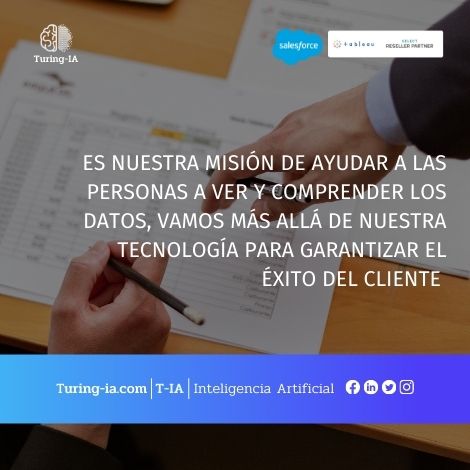 Turing-IA
salesforce
+ableau
SELECT
RESELLER PARTNER
ES NUESTRA MISIÓN DE AYUDAR A LAS
PERSONAS A VER Y COMPRENDER LOS
DATOS, VAMOS MÁS ALLÁ DE NUESTRA
TECNOLOGÍA PARA GARANTIZAR EL
ÉXITO DEL CLIENTE
Turing-ia.com | T-IA | Inteligencia Artificial